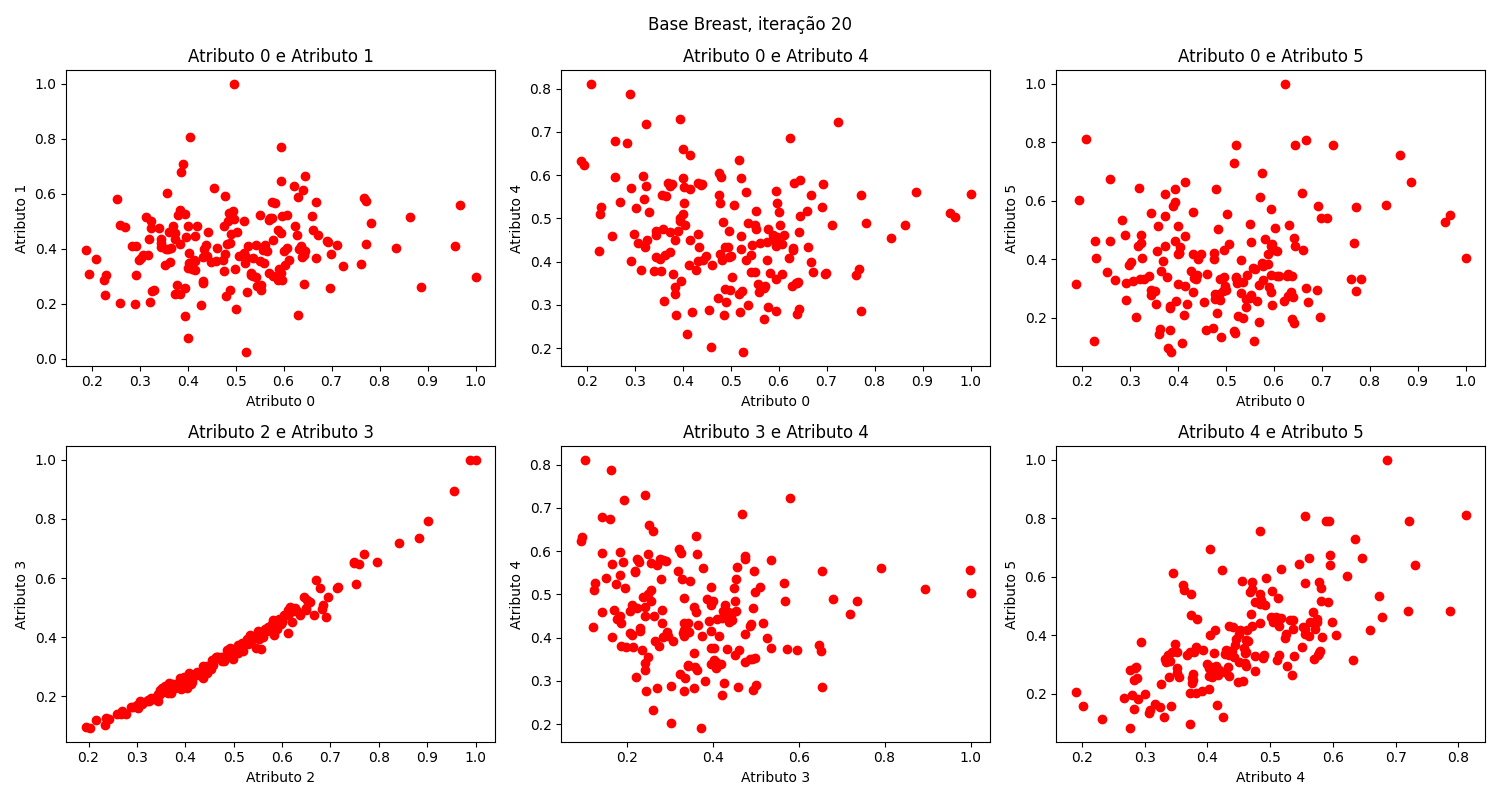 Base Breast, iteração 20
Atributo 0 e Atributo 1
Atributo 1
1.0
0.8
0.6
0.4
0.2
0.0
0.2 0.3 0.4 0.5 0.6 0.7 0.8 0.9 1.0
Atributo 0
Atributo 0 e Atributo 4
Atributo 4
0.8
0.7
0.6
0.5
0.4
0.3
0.2
0.2 0.3 0.4 0.5 0.6 0.7 0.8 0.9 1.0
Atributo 0
Atributo 0 e Atributo 5
Atributo 5
1.0
0.8
0.6
0.4
0.2
0.2 0.3 0.4 0.5 0.6 0.7 0.8 0.9 1.0
Atributo 0
Atributo 2 e Atributo 3
Atributo 3
1.0
0.8
0.6
0.4
0.2
0.2 0.3 0.4 0.5 0.6 0.7 0.8 0.9 1.0
Atributo 2
Atributo 3 e Atributo 4
Atributo 4
0.8
0.7
0.6
0.5
0.4
0.3
0.2
0.2 0.4 0.6 0.8 1.0
Atributo 3
Atributo 4 e Atributo 5
Atributo 5
1.0
0.8
0.6
0.4
0.2
0.2 0.3 0.4 0.5 0.6 0.7 0.8
Atributo 4